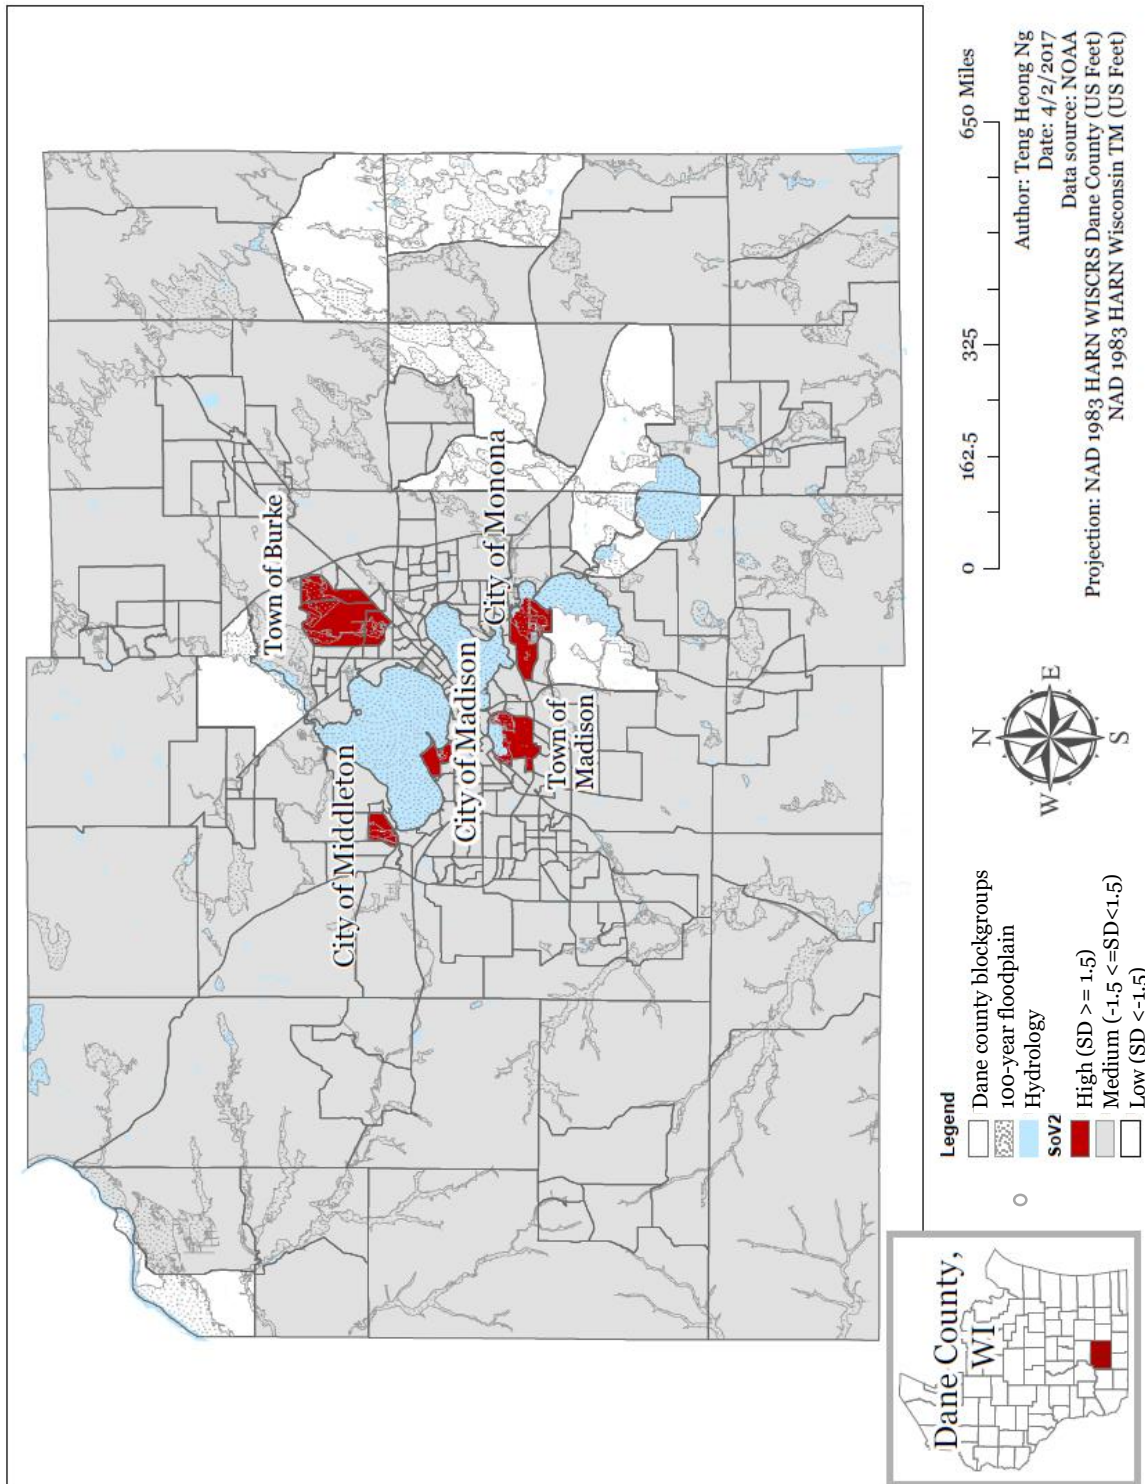 Town of Burke
City of Monona
City of Middleton
City of Madison
Town of
Madison
Dane County,
WI
Legend
Dane county blockgroups
100-year floodplain
Hydrology
SoV2
High (SD >= 1.5)
Medium (-1.5 <=SD<1.5)
Low (SD <-1.5)
N
W
E
S
0 162.5 325 650 Miles
Author: Teng Heong Ng
Date: 4/2/2017
Data source: NOAA
Projection: NAD 1983 HARN WISCRS Dane County (US Feet)
NAD 1983 HARN Wisconsin TM (US Feet)